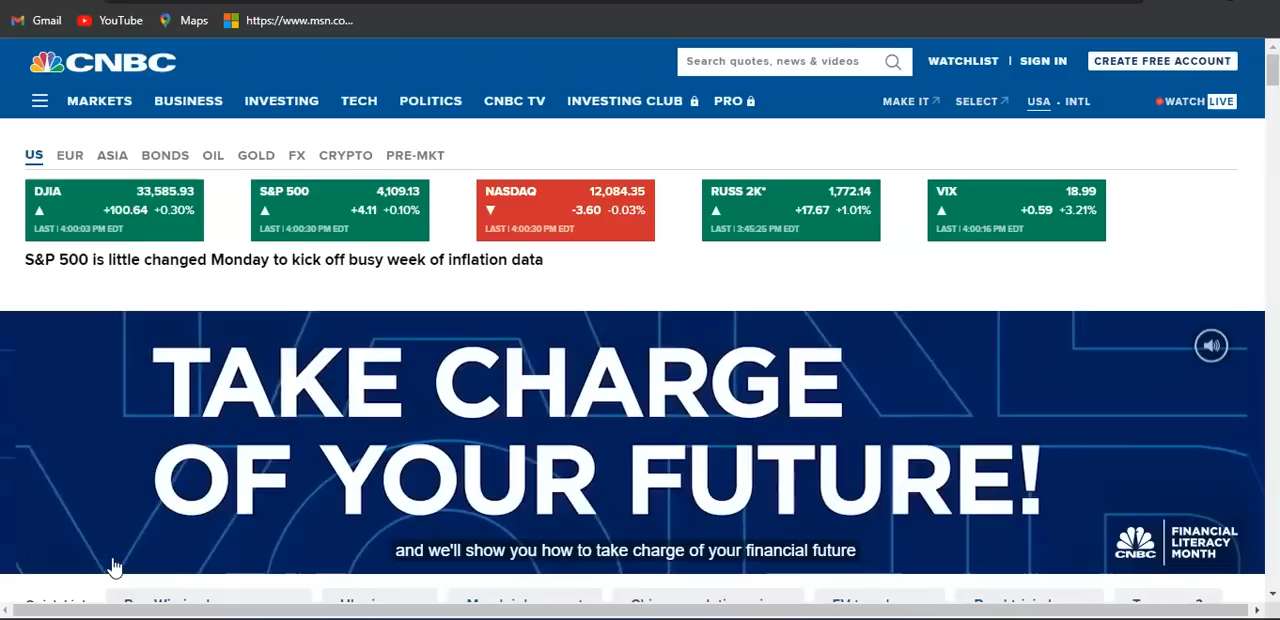 Gmail YouTube Maps https://www.msn.co...
CNBC Search quotes, news & videos WATCHLIST | SIGN IN CREATE FREE ACCOUNT
MARKETS BUSINESS INVESTING TECH POLITICS CNBC TV INVESTING CLUB PRO MAKE IT SELECT USA • INTL WATCH LIVE
US EUR ASIA BONDS OIL GOLD FX CRYPTO PRE-MKT
DJIA 33,585.93
+100.64 +0.30%
LAST | 4:00:03 PM EDT
S&P 500 4,109.13
+4.11 +0.10%
LAST | 4:00:30 PM EDT
NASDAQ 12,084.35
-3.60 -0.03%
LAST | 4:00:30 PM EDT
RUSS 2K* 1,772.14
+17.67 +1.01%
LAST | 3:45:25 PM EDT
VIX 18.99
+0.59 +3.21%
LAST | 4:00:16 PM EDT
S&P 500 is little changed Monday to kick off busy week of inflation data
TAKE CHARGE
OF YOUR FUTURE!
and we'll show you how to take charge of your financial future
CNBC
FINANCIAL
LITERACY
MONTH